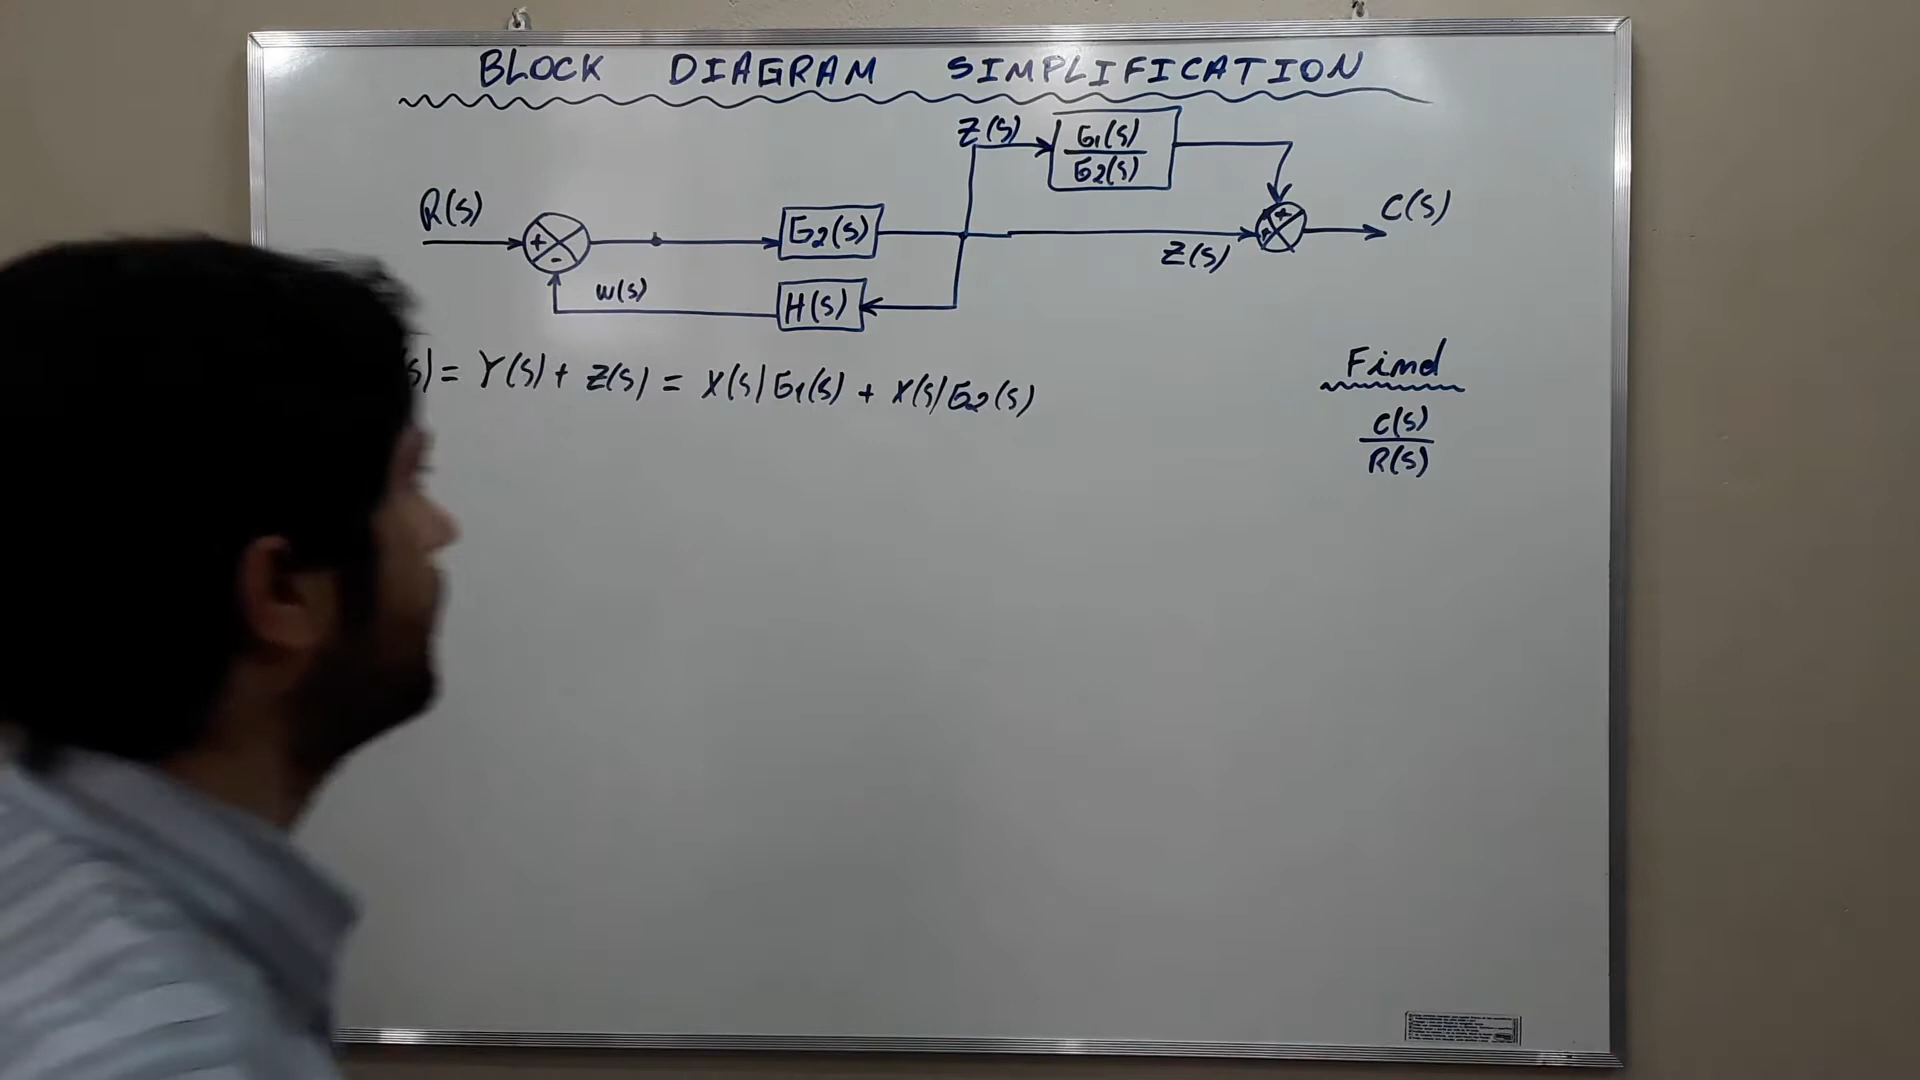 BLOCK DIAGRAM SIMPLIFICATION
Z(s)
G1(s)
G2(s)
R(s)
+
-
G2(s)
Z(s)
+
+
C(s)
W(s)
H(s)
s) = Y(s) + Z(s) = X(s)G1(s) + X(s)G2(s)
Find
C(s)
R(s)